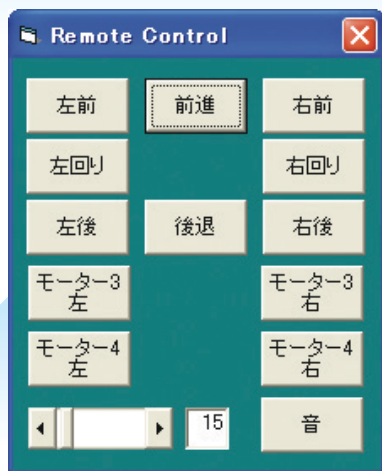 Remote Control
左前 前進 右前
左回り 右回り
左後 後退 右後
モーター3
左
モーター3
右
モーター4
左
モーター4
右
15 音